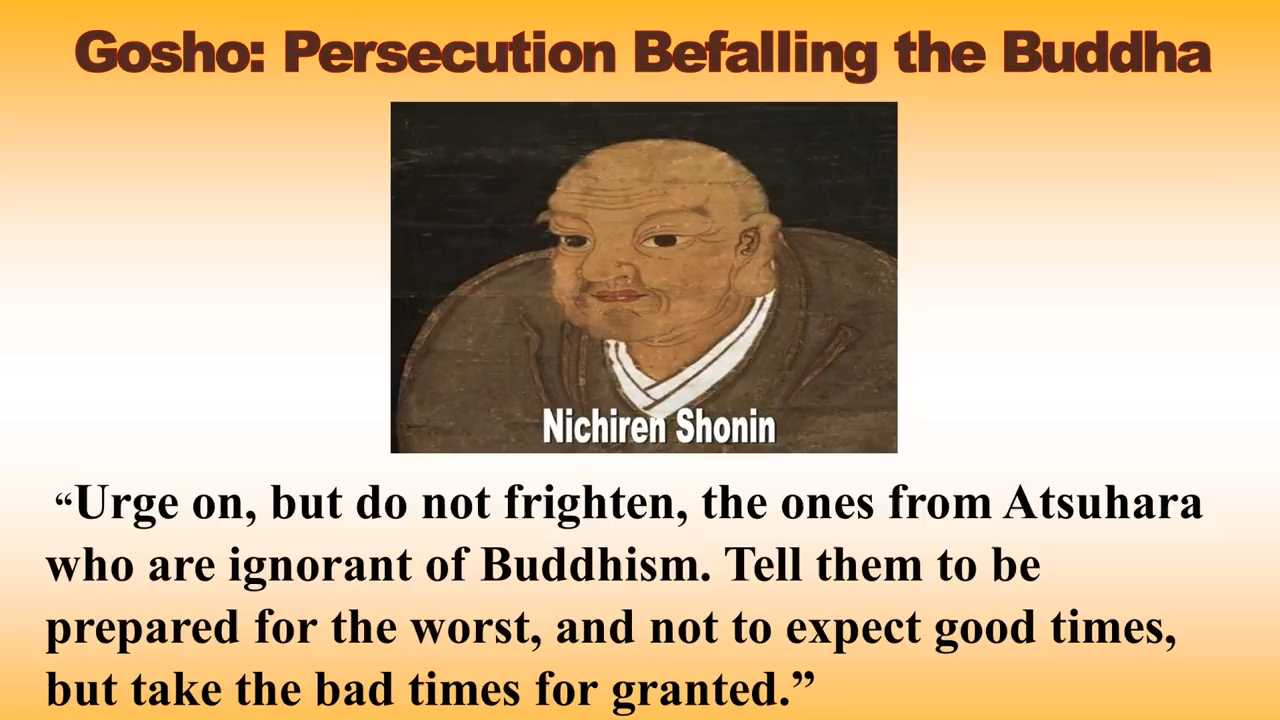 Gosho: Persecution Befalling the Buddha
Nichiren Shonin
“Urge on, but do not frighten, the ones from Atsuhara
who are ignorant of Buddhism. Tell them to be
prepared for the worst, and not to expect good times,
but take the bad times for granted.”